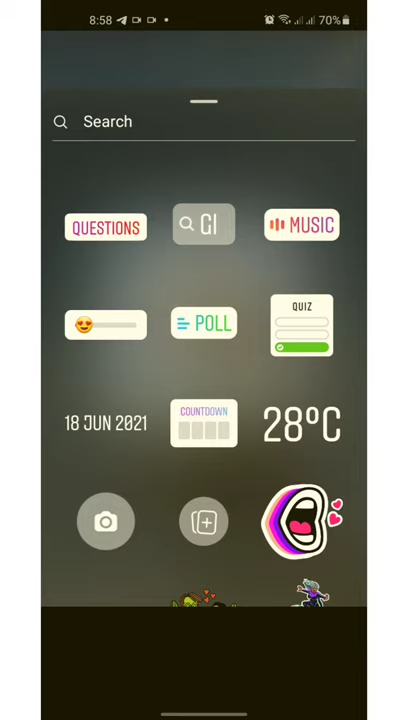 8:58 70%
Search
QUESTIONS
GI
MUSIC
POLL
QUIZ
18 JUN 2021
COUNTDOWN
28°C